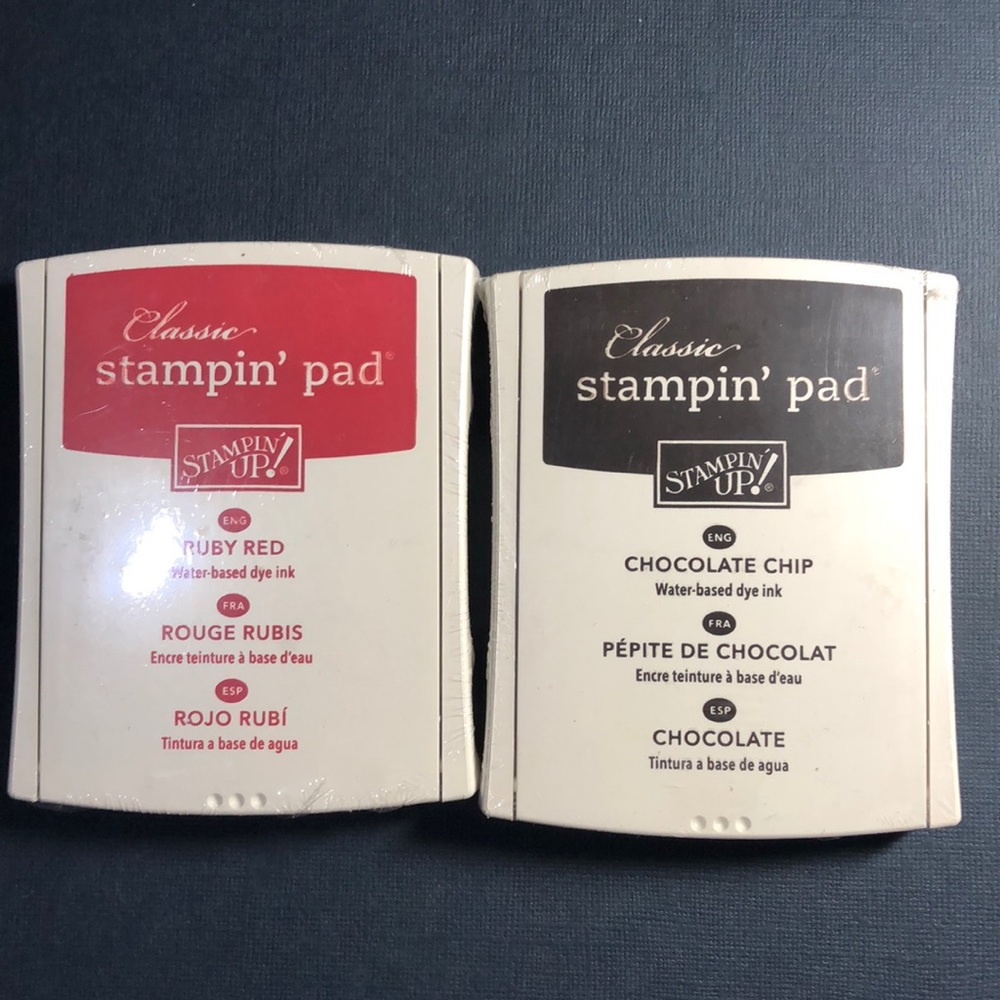 Classic
stampin' pad®
STAMPIN'
UP!®
ENG
RUBY RED
Water-based dye ink
FRA
ROUGE RUBIS
Encre teinture à base d'eau
ESP
ROJO RUBÍ
Tintura a base de agua
Classic
stampin' pad®
STAMPIN'
UP!®
ENG
CHOCOLATE CHIP
Water-based dye ink
FRA
PÉPITE DE CHOCOLAT
Encre teinture à base d'eau
ESP
CHOCOLATE
Tintura a base de agua